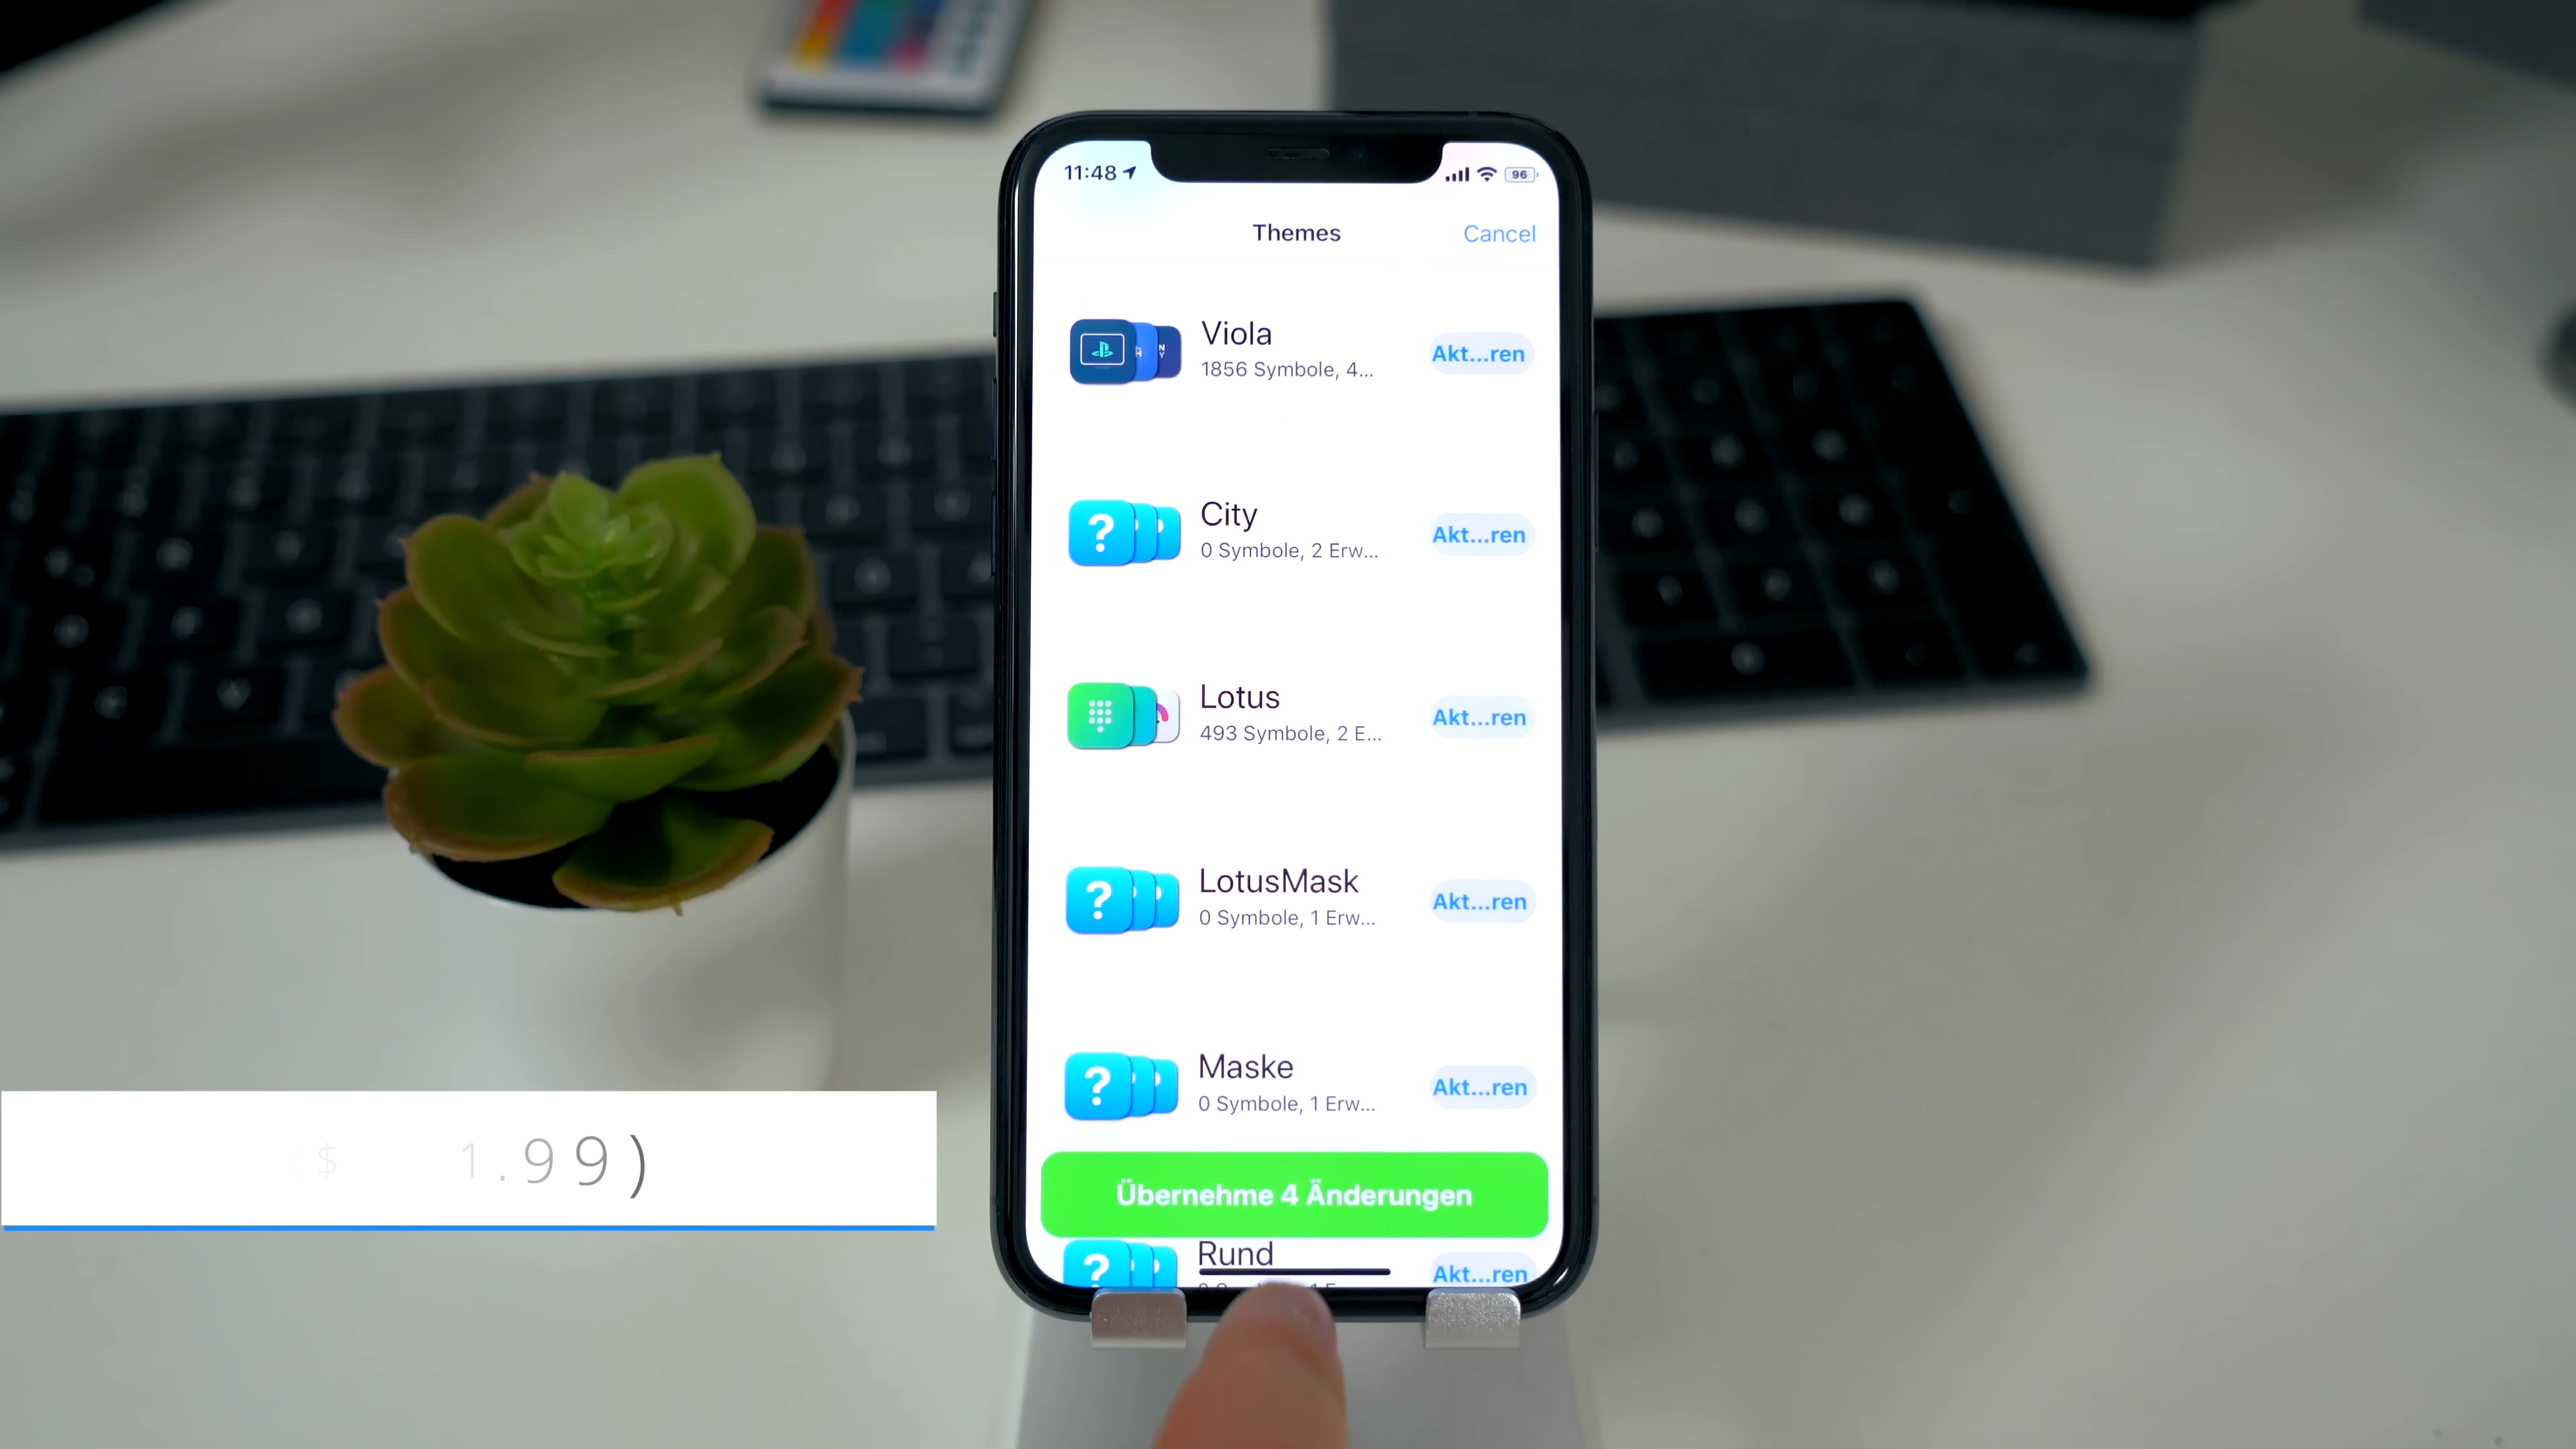 11:48
96
Themes
Cancel
Viola
1856 Symbole, 4...
Akt...ren
City
0 Symbole, 2 Erw...
Akt...ren
Lotus
493 Symbole, 2 E...
Akt...ren
LotusMask
0 Symbole, 1 Erw...
Akt...ren
Maske
0 Symbole, 1 Erw...
Akt...ren
Übernehme 4 Änderungen
Rund
Akt...ren
($ 1.99)